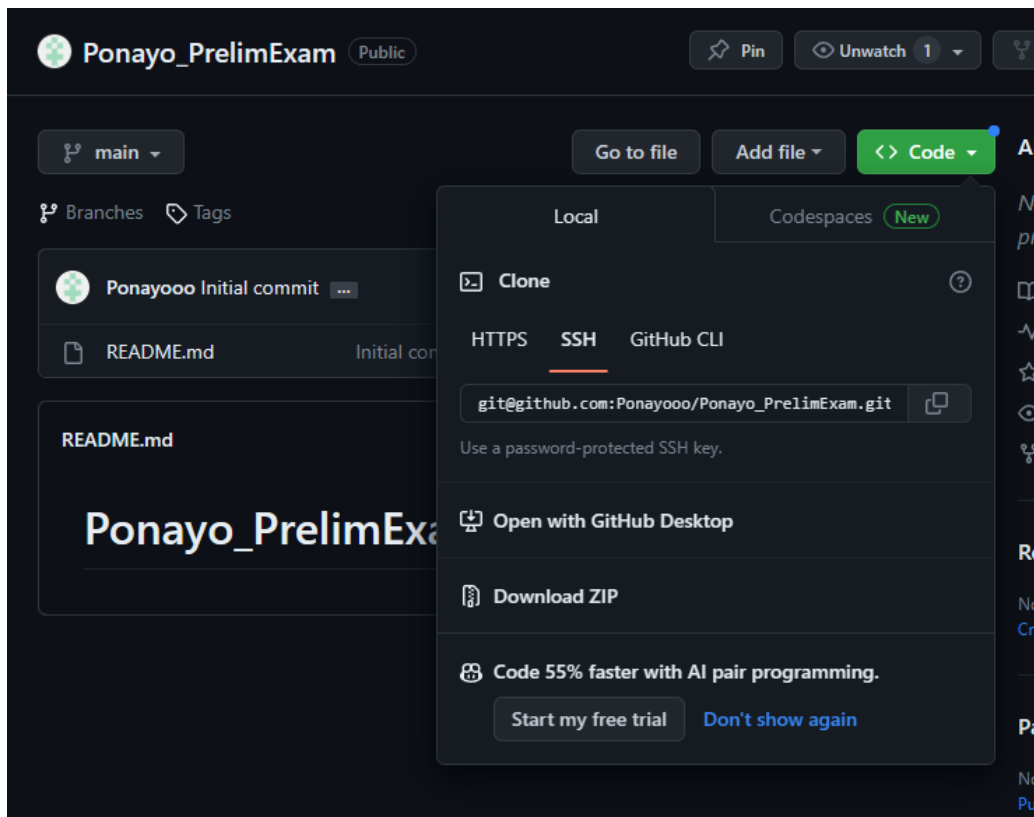 Ponayo_PrelimExam Public
Pin
Unwatch 1
main
Go to file
Add file
<> Code
Branches
Tags
Local
Codespaces New
Ponayooo Initial commit ...
Clone
README.md
Initial
HTTPS
SSH
GitHub CLI
git@github.com:Ponayooo/Ponayo_PrelimExam.git
Use a password-protected SSH key.
README.md
Ponayo_PrelimExa
Open with GitHub Desktop
Download ZIP
Code 55% faster with AI pair programming.
Start my free trial
Don't show again